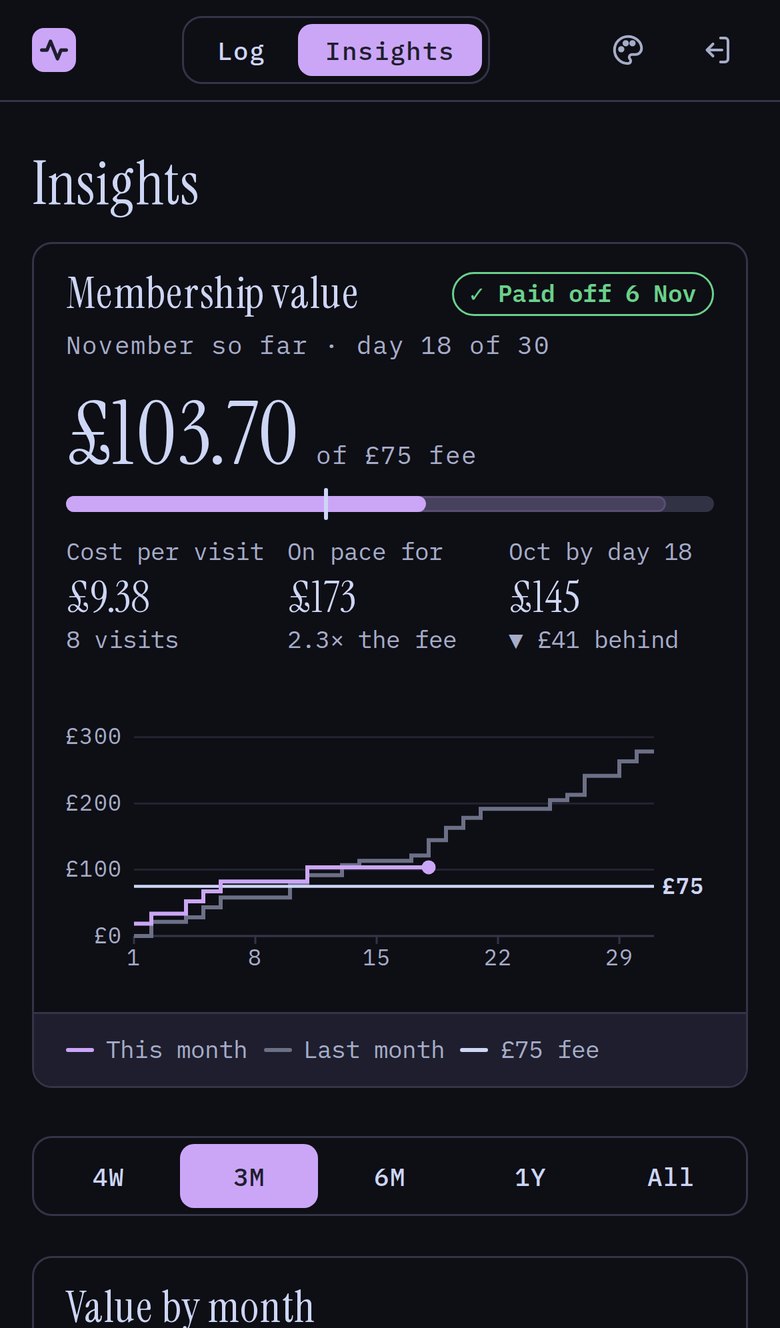 Log Insights
Insights
Membership value ✓ Paid off 6 Nov
November so far · day 18 of 30
£103.70 of £75 fee
Cost per visit On pace for Oct by day 18
£9.38 £173 £145
8 visits 2.3× the fee ▼ £41 behind
£300
£200
£100
£75
£0
1 8 15 22 29
This month Last month £75 fee
4W 3M 6M 1Y All
Value by month